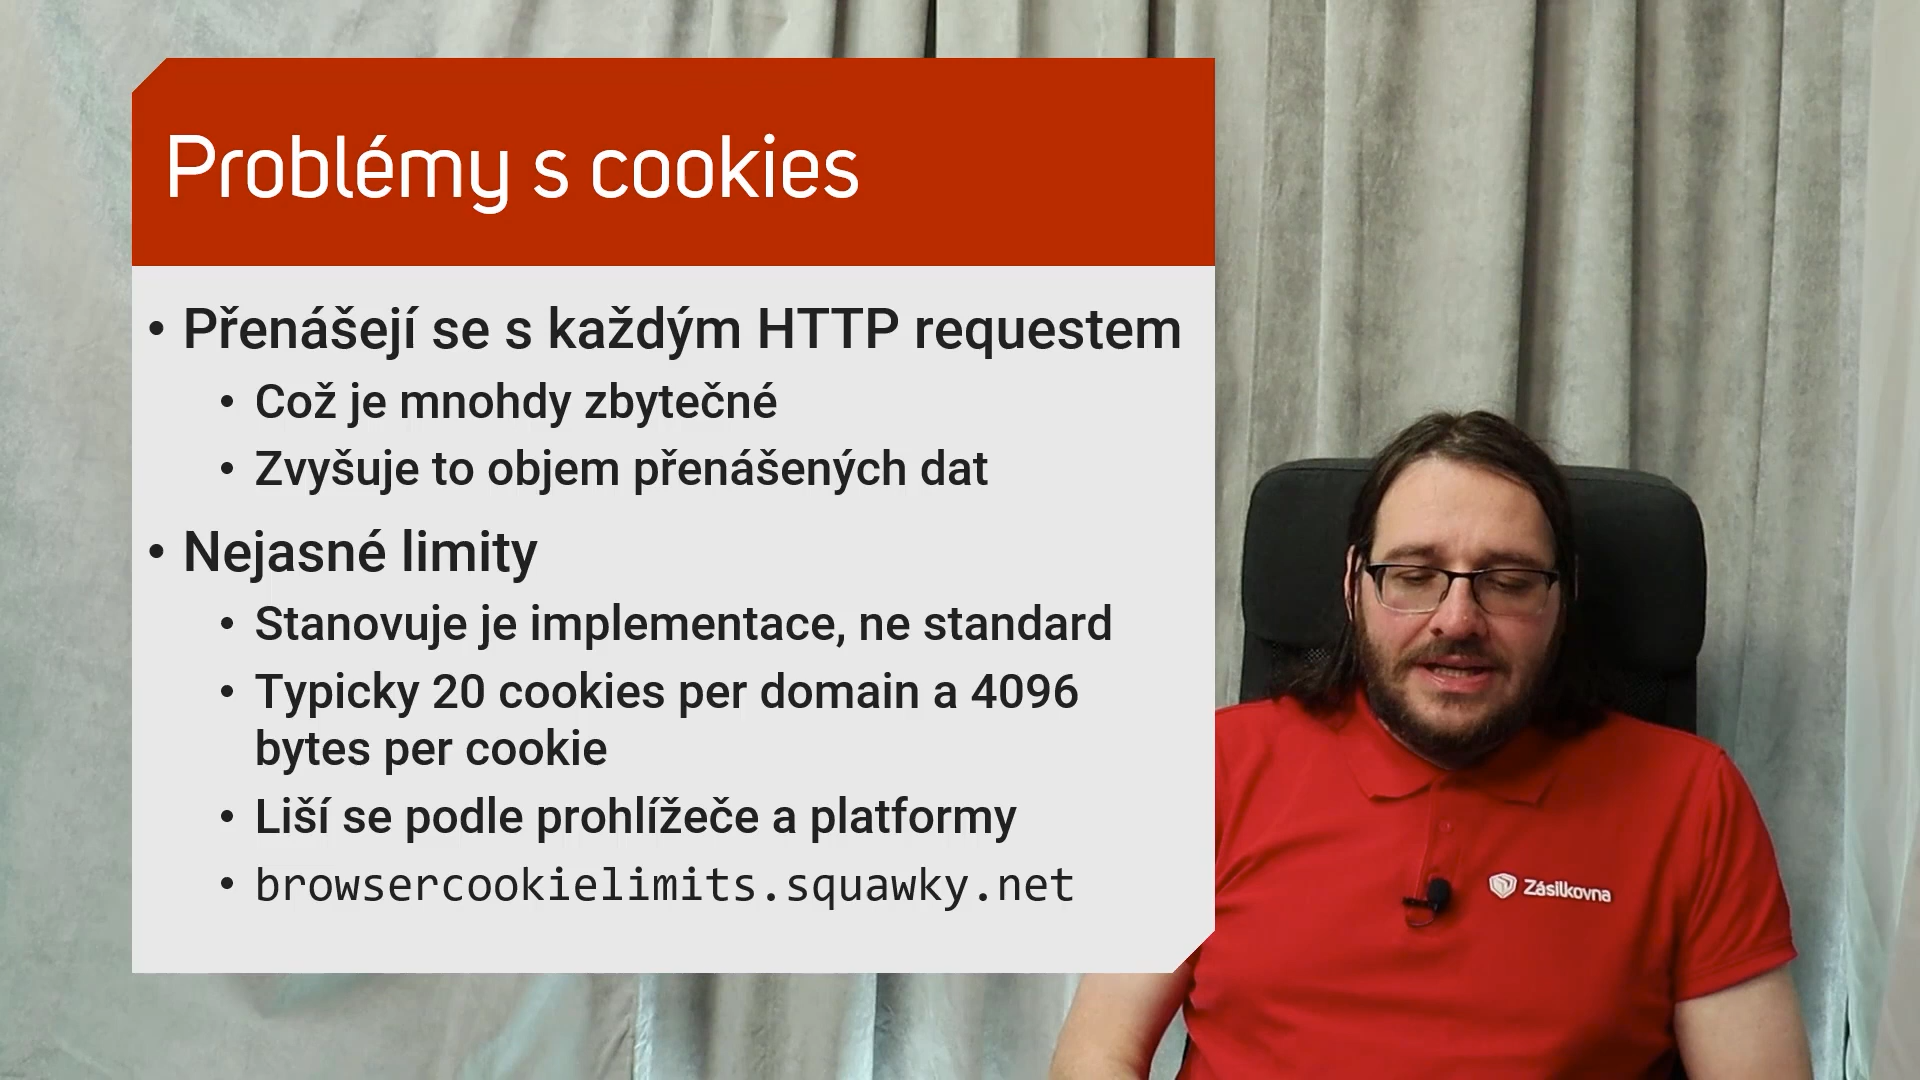 Problémy s cookies
• Přenášejí se s každým HTTP requestem
• Což je mnohdy zbytečné
• Zvyšuje to objem přenášených dat
• Nejasné limity
• Stanovuje je implementace, ne standard
• Typicky 20 cookies per domain a 4096
bytes per cookie
• Liší se podle prohlížeče a platformy
• browsercookielimits.squawky.net
Zásilkovna